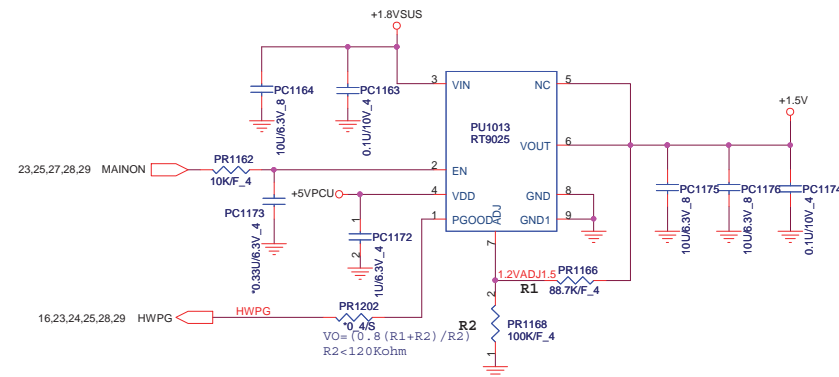 +1.8VSUS
3
VIN
NC
5
PC1164
10U/6.3V_8
PC1163
0.1U/10V_4
PU1013
RT9025
+1.5V
VOUT
6
23,25,27,28,29
MAINON
PR1162
10K/F_4
2
EN
PC1173
*0.33U/6.3V_4
+5VPCU
4
VDD
GND
8
1
PGOOD
ADJ
GND1
9
1
PC1172
1U/6.3V_4
2
7
PC1175
10U/6.3V_8
PC1176
10U/6.3V_8
PC1174
0.1U/10V_4
1.2VADJ1.5
PR1166
R1
88.7K/F_4
2
16,23,24,25,28,29
HWPG
HWPG
PR1202
*0_4/S
R2
PR1168
100K/F_4
1
VO=(0.8(R1+R2)/R2)
R2<120Kohm